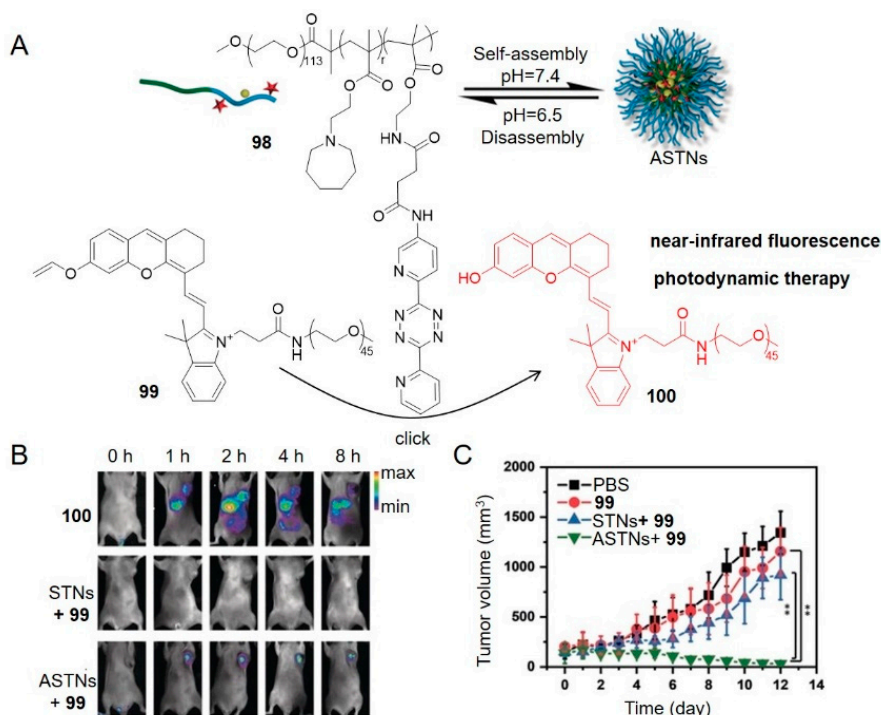 A
O
O
113
r
O
O
O
O
N
NH
O
O
NH
N
N
N
N
N
N
98
Self-assembly
pH=7.4
pH=6.5
Disassembly
ASTNs
O
O
N+
O
N
H
O
45
99
near-infrared fluorescence
photodynamic therapy
HO
O
N+
O
N
H
O
45
100
click
B
0 h 1 h 2 h 4 h 8 h
max
min
100
STNs
+ 99
ASTNs
+ 99
C
Tumor volume (mm³)
2000
1500
1000
500
0
PBS
99
STNs+ 99
ASTNs+ 99
**
**
0 2 4 6 8 10 12 14
Time (day)